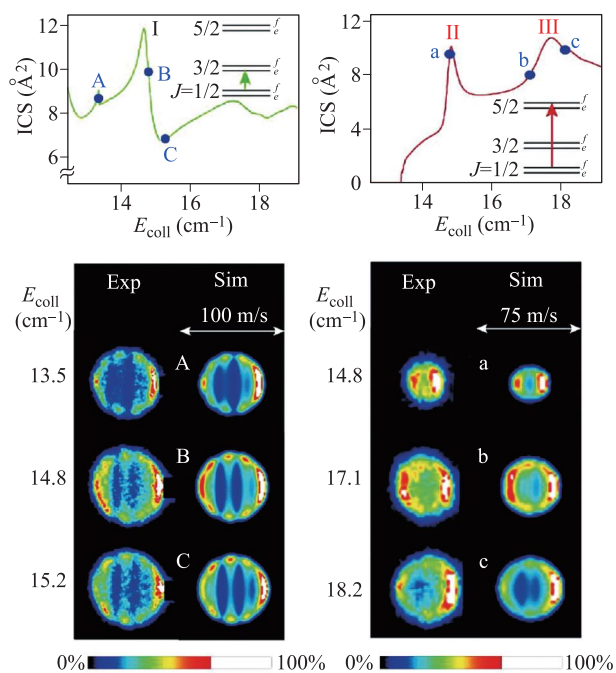 12
10
8
6
ICS (Å²)
14 16 18
E_coll (cm⁻¹)
I
A
B
C
5/2 f e
3/2 f e
J=1/2 f e
12
8
4
0
ICS (Å²)
14 16 18
E_coll (cm⁻¹)
II
III
a
b
c
5/2 f e
3/2 f e
J=1/2 f e
E_coll
(cm⁻¹)
Exp Sim
100 m/s
13.5 A
14.8 B
15.2 C
0% 100%
E_coll
(cm⁻¹)
Exp Sim
75 m/s
14.8 a
17.1 b
18.2 c
0% 100%